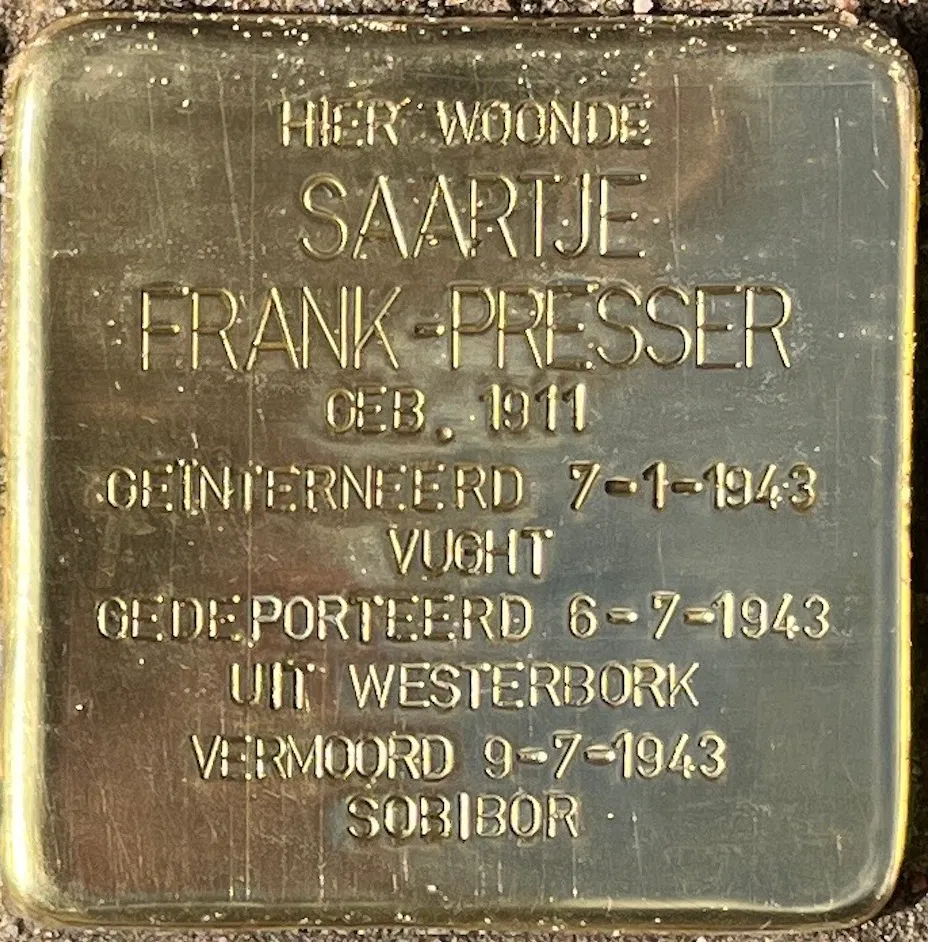 HIER WOONDE
SAARTJE
FRANK-PRESSER
GEB. 1911
GEÏNTERNEERD 7-1-1943
VUGHT
GEDEPORTEERD 6-7-1943
UIT WESTERBORK
VERMOORD 9-7-1943
SOBIBOR